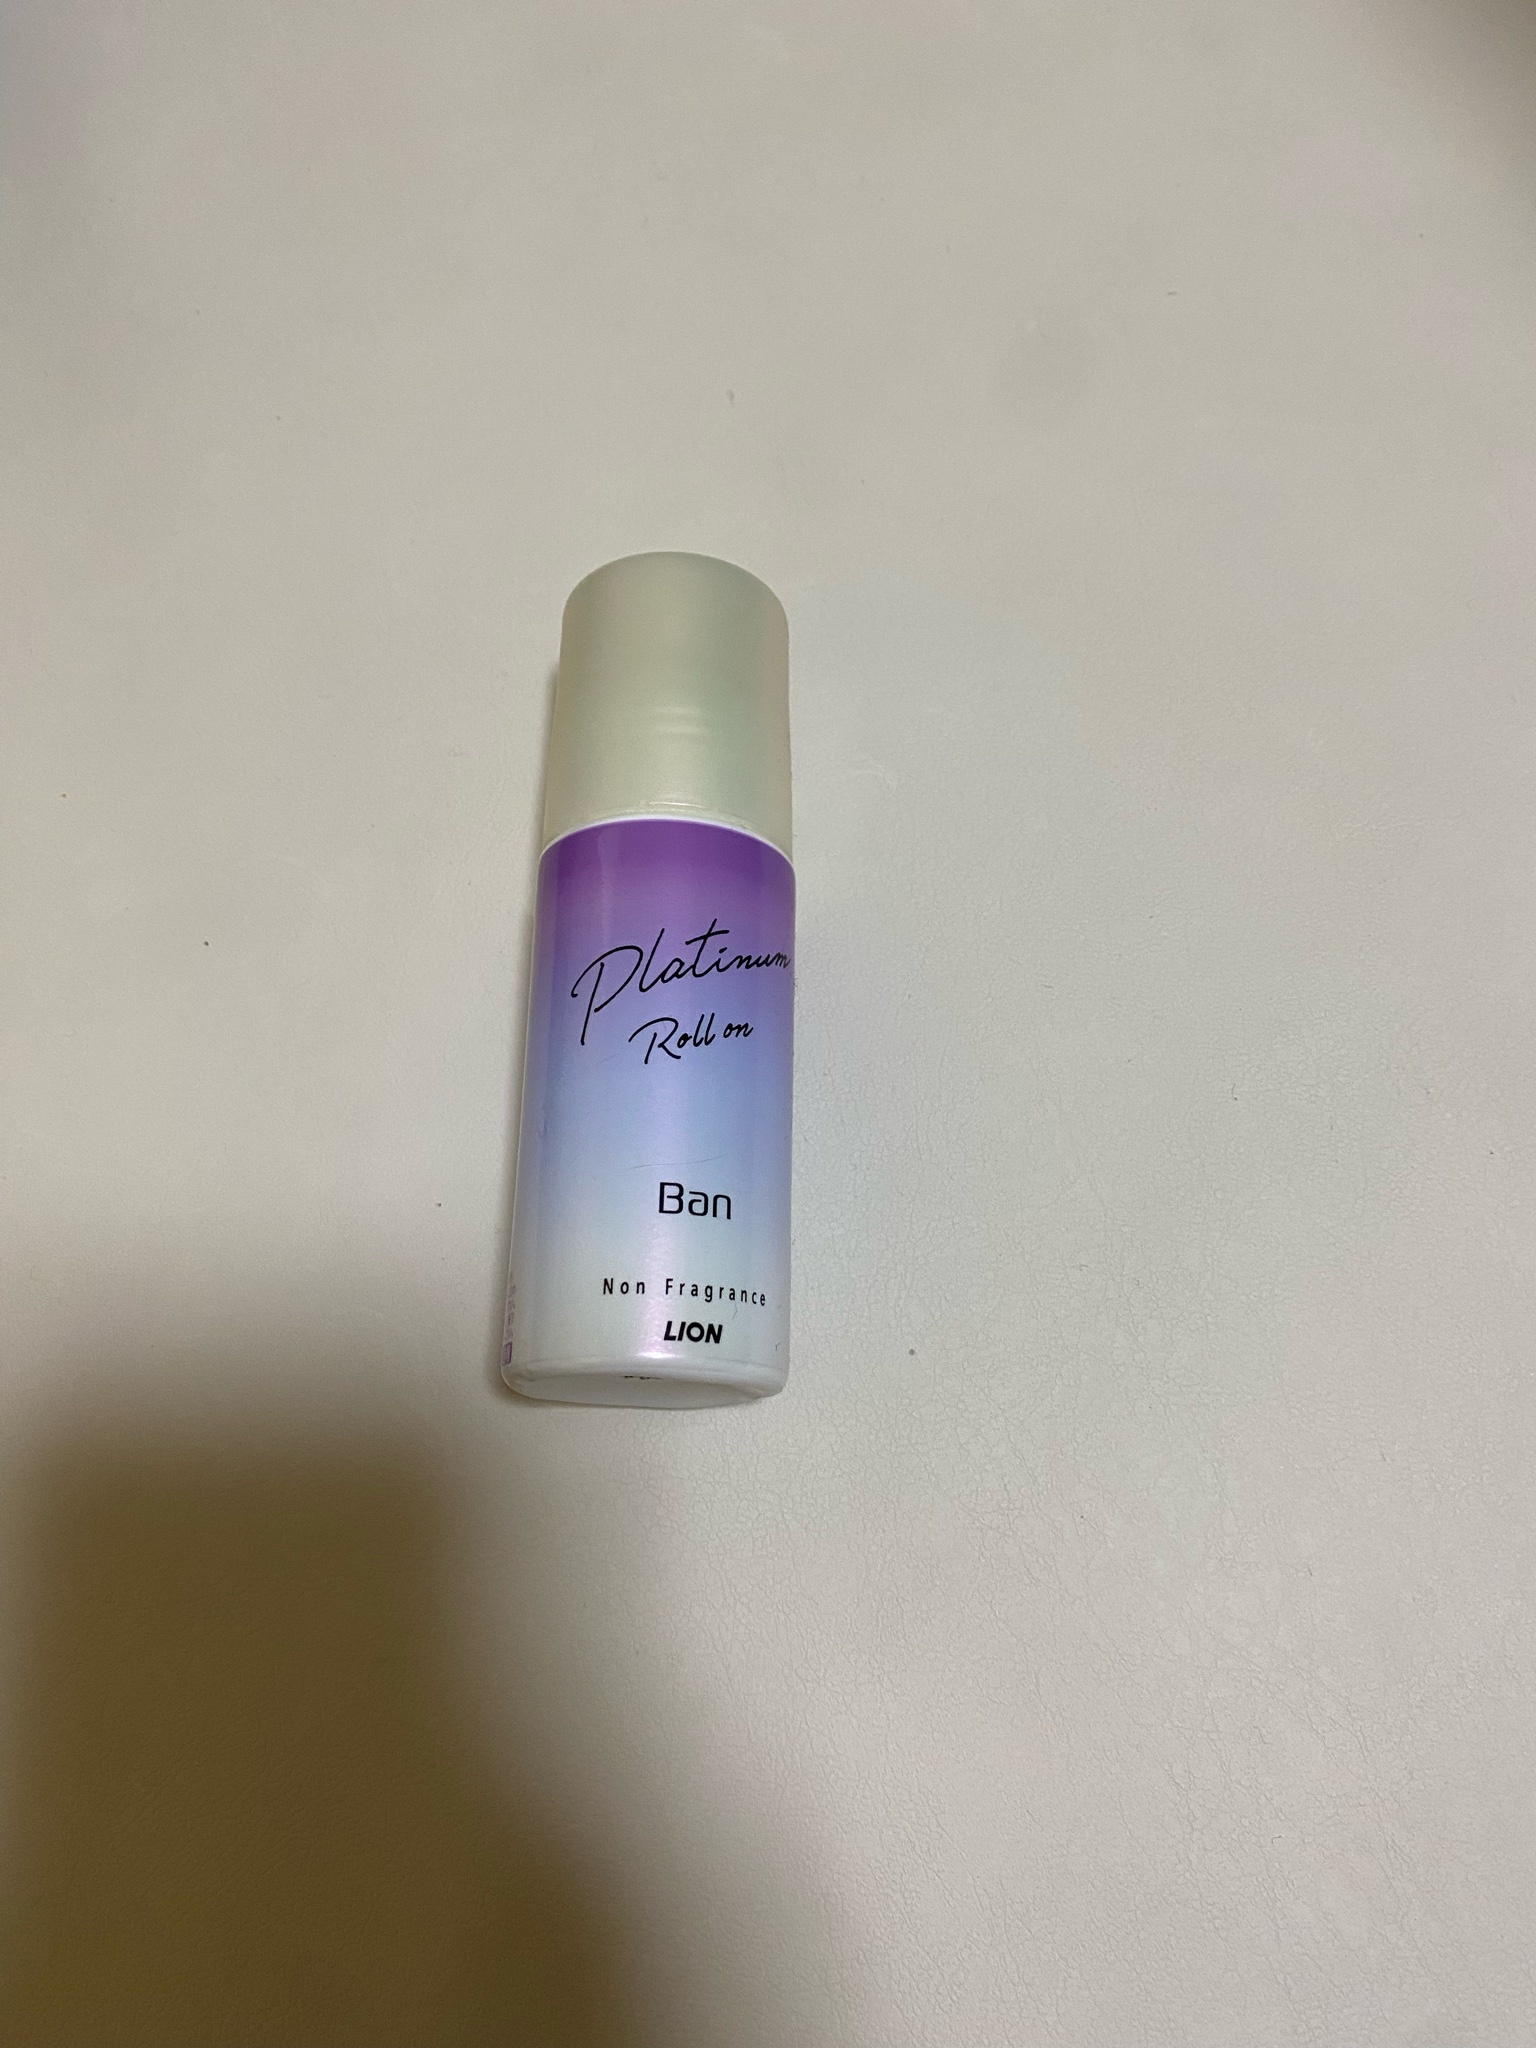 Platinum
Roll on
Ban
Non Fragrance
LION